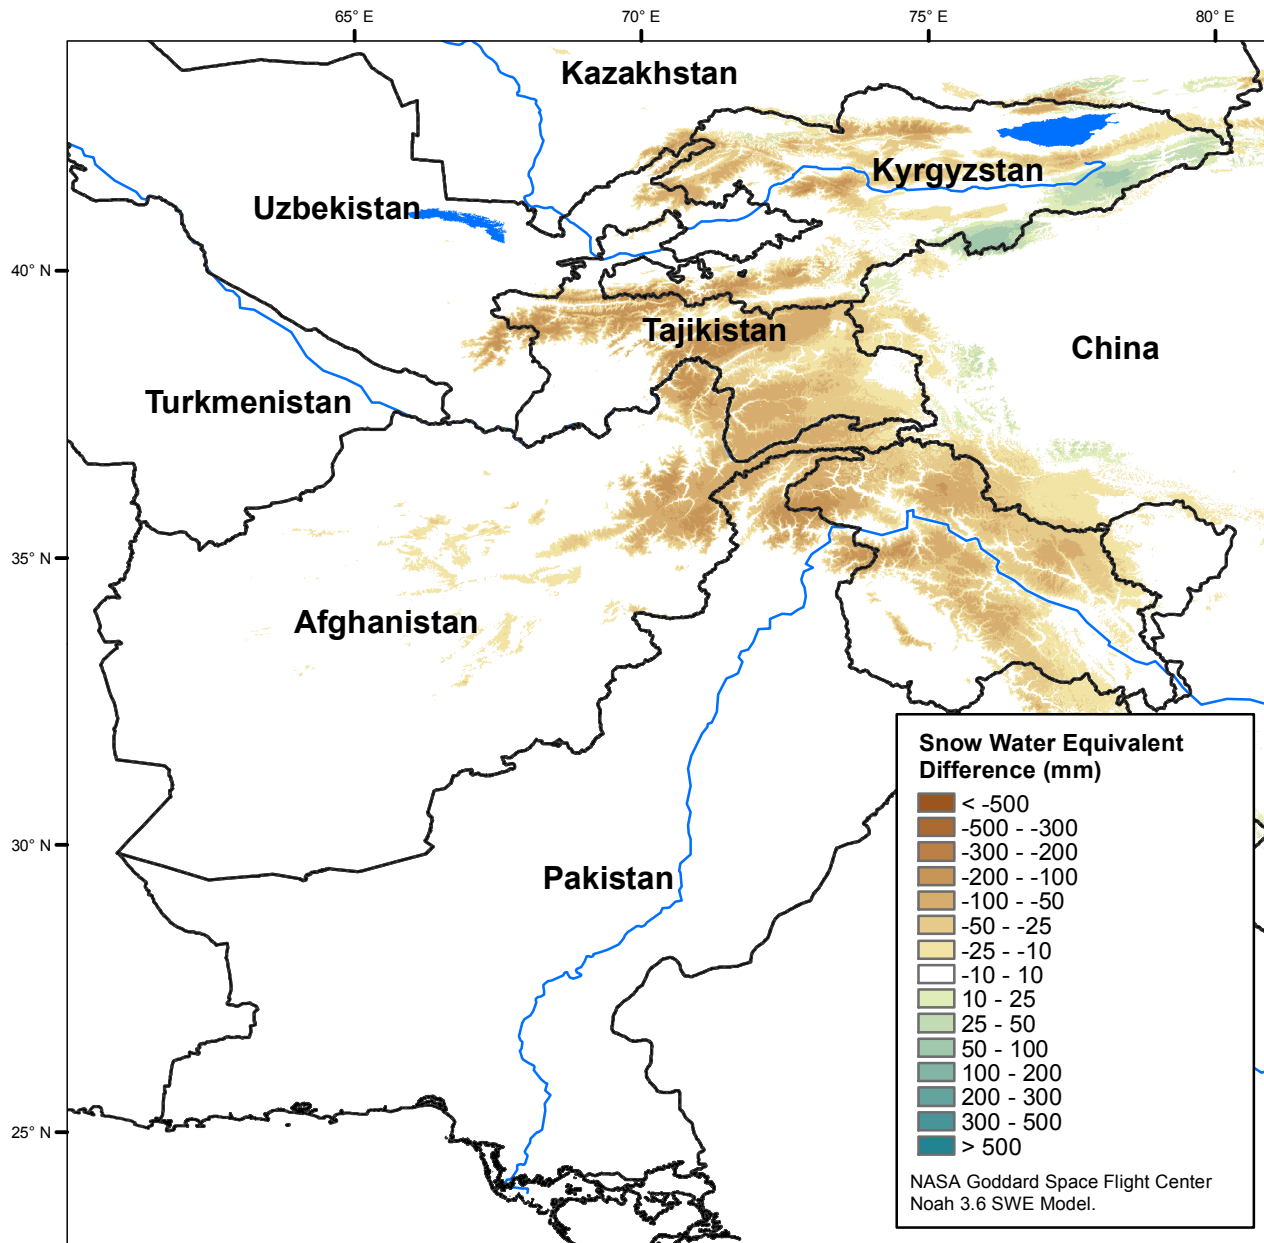 65° E
70° E
75° E
80° E
Kazakhstan
Kyrgyzstan
Uzbekistan
40° N
Tajikistan
China
Turkmenistan
35° N
Afghanistan
30° N
Pakistan
25° N
Snow Water Equivalent
Difference (mm)
< -500
-500 - -300
-300 - -200
-200 - -100
-100 - -50
-50 - -25
-25 - -10
-10 - 10
10 - 25
25 - 50
50 - 100
100 - 200
200 - 300
300 - 500
> 500
NASA Goddard Space Flight Center
Noah 3.6 SWE Model.